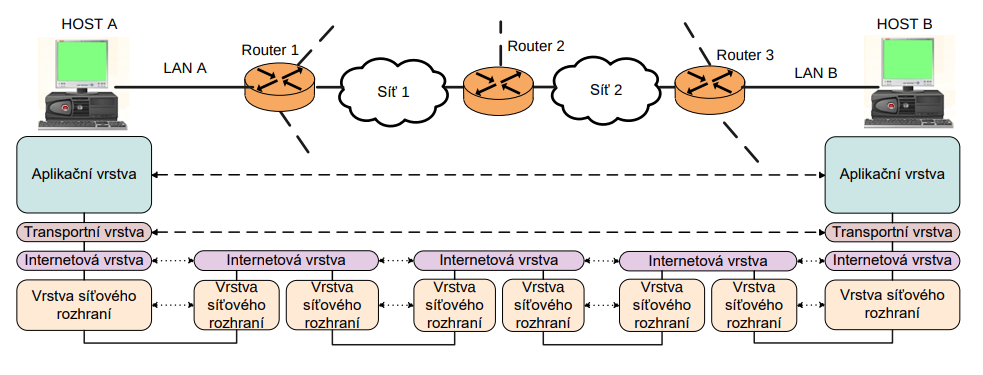 HOST A
HOST B
Router 1
Router 2
Router 3
LAN A
LAN B
Síť 1
Síť 2
Aplikační vrstva
Aplikační vrstva
Transportní vrstva
Transportní vrstva
Internetová vrstva
Internetová vrstva
Internetová vrstva
Internetová vrstva
Internetová vrstva
Vrstva síťového
rozhraní
Vrstva
síťového
rozhraní
Vrstva
síťového
rozhraní
Vrstva
síťového
rozhraní
Vrstva
síťového
rozhraní
Vrstva
síťového
rozhraní
Vrstva
síťového
rozhraní
Vrstva síťového
rozhraní